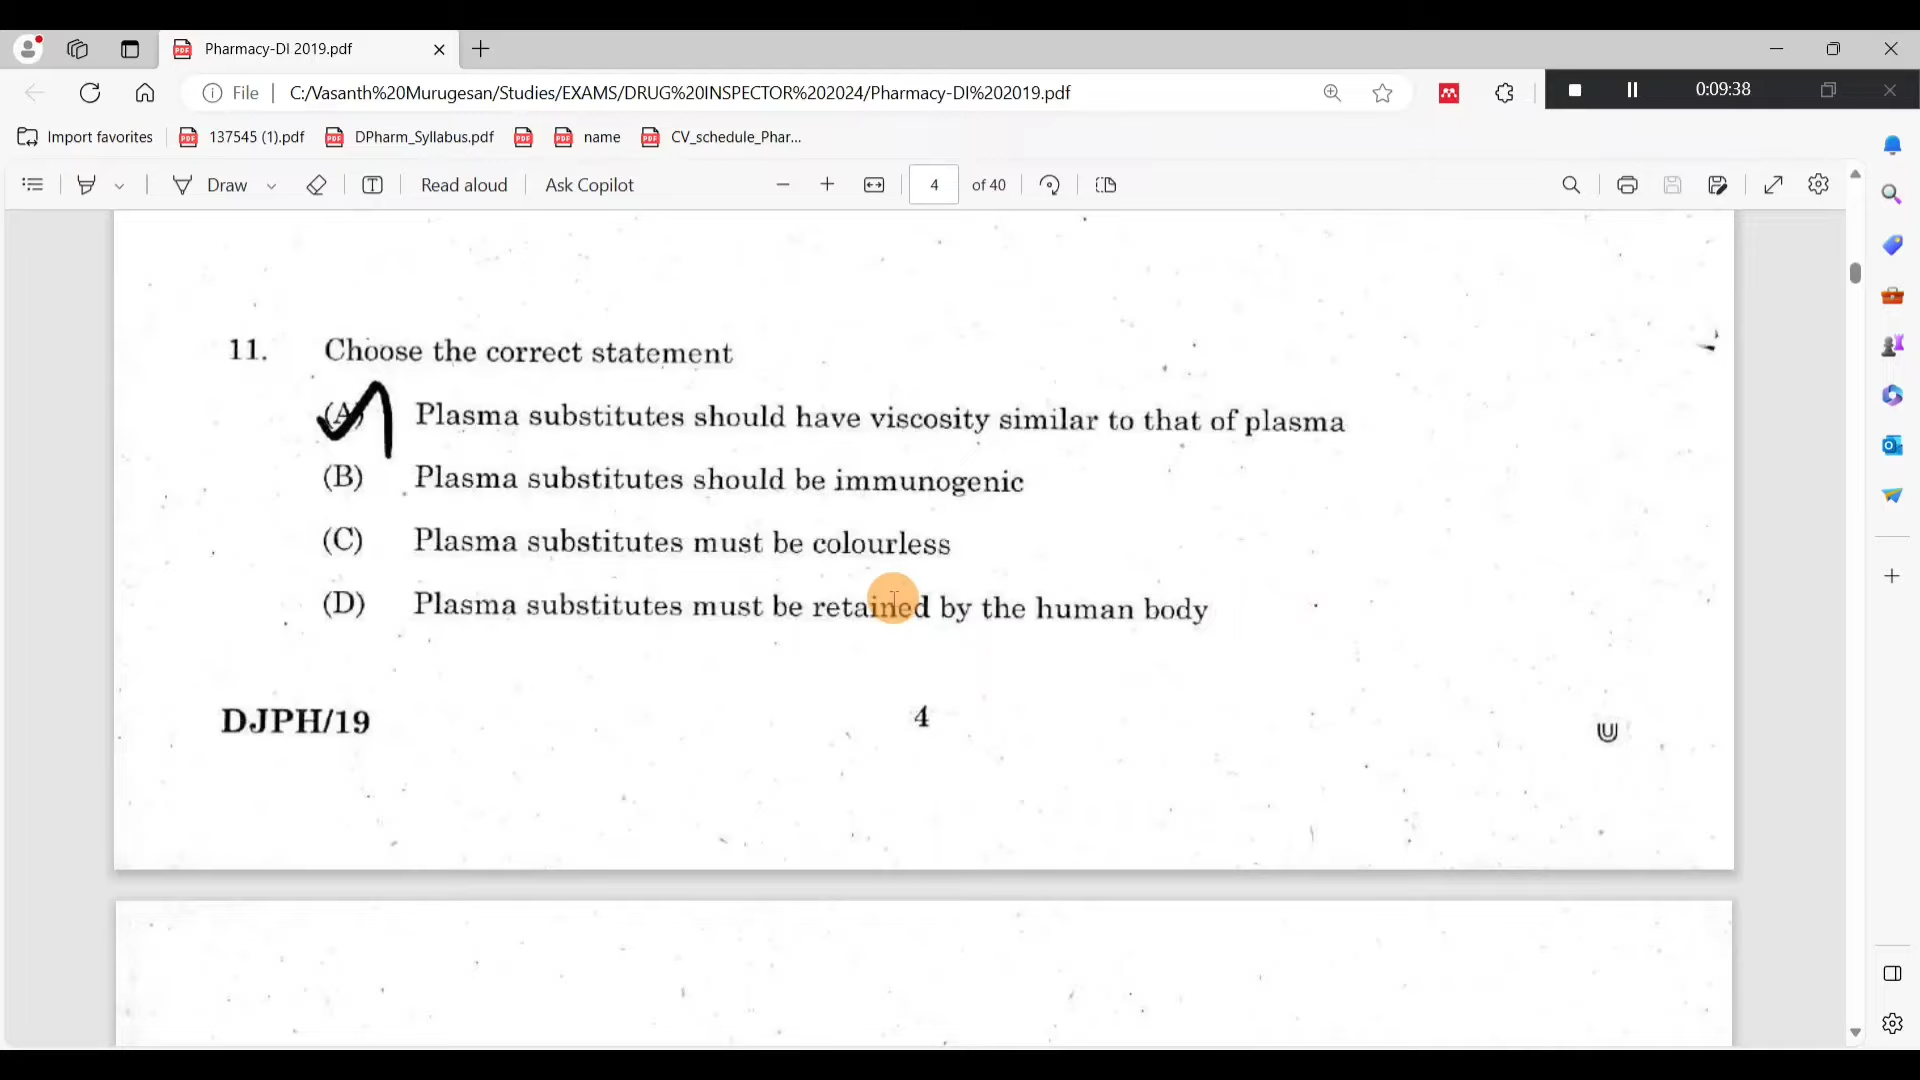 Pharmacy-DI 2019.pdf
File | C:/Vasanth%20Murugesan/Studies/EXAMS/DRUG%20INSPECTOR%202024/Pharmacy-DI%202019.pdf
0:09:38
Import favorites
137545 (1).pdf
DPharm_Syllabus.pdf
name
CV_schedule_Phar...
Draw
Read aloud
Ask Copilot
4 of 40
11. Choose the correct statement
(A) Plasma substitutes should have viscosity similar to that of plasma
(B) Plasma substitutes should be immunogenic
(C) Plasma substitutes must be colourless
(D) Plasma substitutes must be retained by the human body
DJPH/19 4